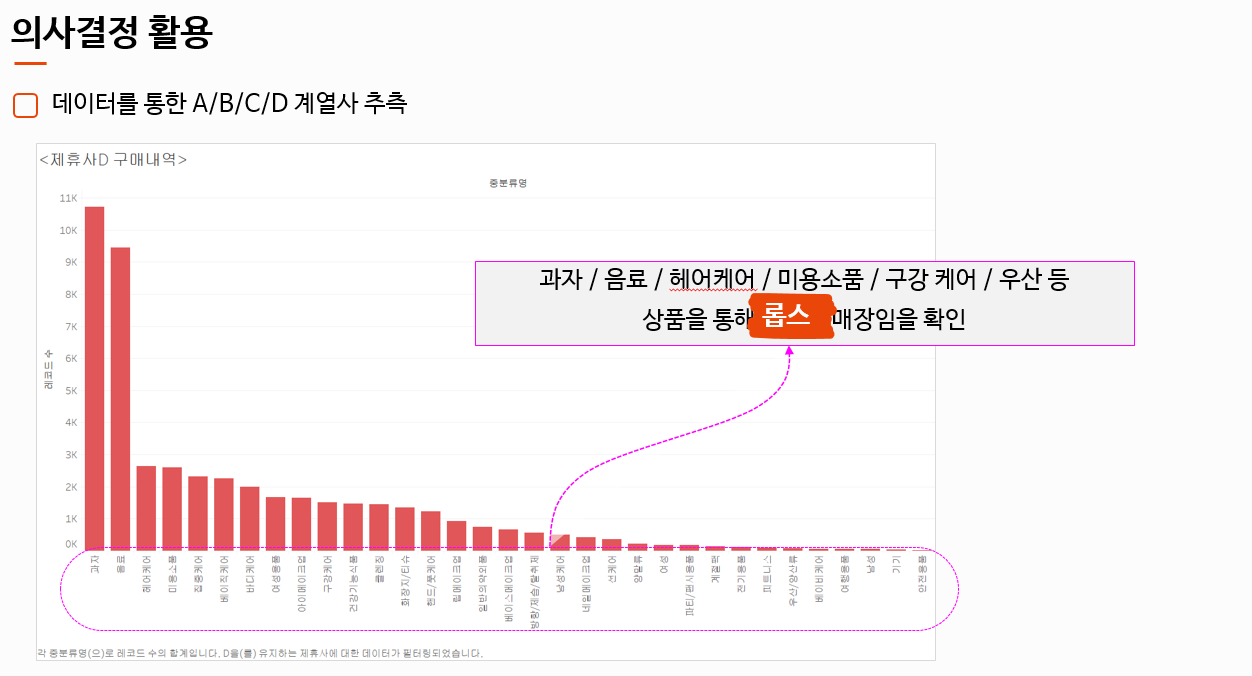 의사결정 활용
데이터를 통한 A/B/C/D 계열사 추측
<제휴사D 구매내역>
중분류명
11K
10K
9K
8K
7K
6K
5K
4K
3K
2K
1K
0K
레코드 수
과자 / 음료 / 헤어케어 / 미용소품 / 구강 케어 / 우산 등
상품을 통해 롭스 매장임을 확인
과자
음료
헤어케어
미용소품
집중케어
베이직케어
바디케어
여성용품
아이메이크업
구강케어
건강기능식품
클렌징
화장지/티슈
핸드/풋케어
립메이크업
일반의약외품
베이스메이크업
방향/제습/탈취제
남성케어
네일메이크업
선케어
양말류
여성
파티/팬시용품
계절락
전기용품
피트니스
우산/양산류
베이비케어
여행용품
남성
기기
안전용품
각 중분류명(으)로 레코드 수의 합계입니다. D을(를) 유지하는 제휴사에 대한 데이터가 필터링되었습니다.